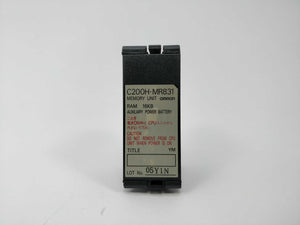 C200H-MR831
MEMORY UNIT omron
RAM 16KB
AUXILIARY POWER BATTERY
CAUTION
DO NOT REMOVE FROM CPU
UNIT WHEN POWER IS ON
TITLE YM
LOT No. 05Y1N